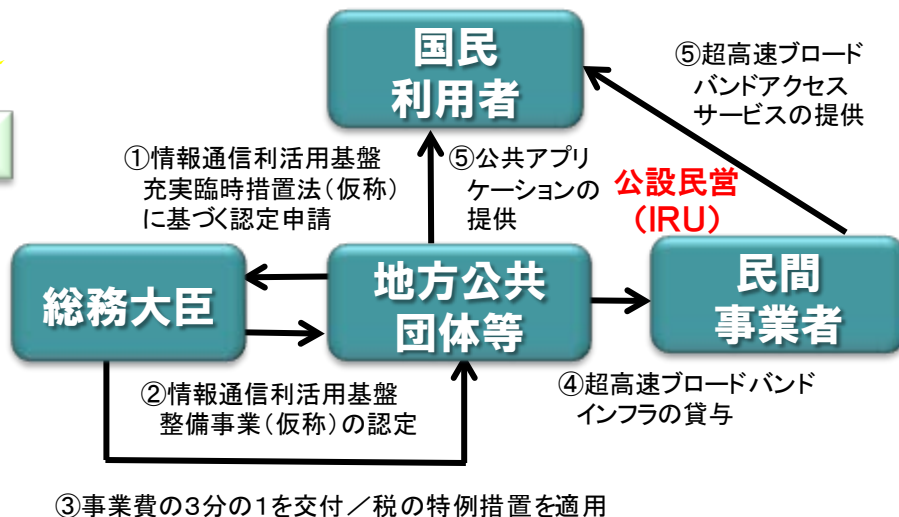 国民
利用者
⑤超高速ブロード
バンドアクセス
サービスの提供
①情報通信利活用基盤
充実臨時措置法(仮称)
に基づく認定申請
⑤公共アプリ
ケーションの
提供
公設民営
(IRU)
総務大臣
地方公共
団体等
民間
事業者
②情報通信利活用基盤
整備事業(仮称)の認定
④超高速ブロードバンド
インフラの貸与
③事業費の3分の1を交付/税の特例措置を適用